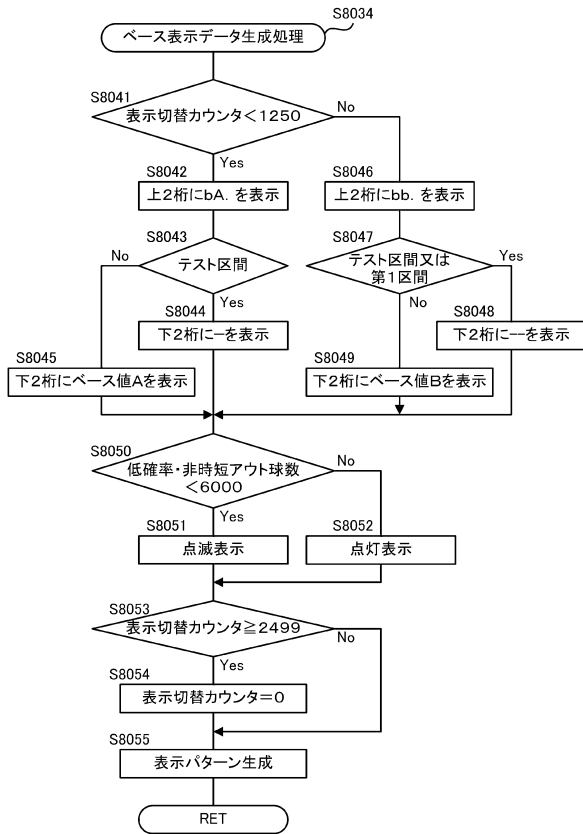 S8034
ベース表示データ生成処理
S8041
表示切替カウンタ＜1250
No
Yes
S8042
上2桁にbA. を表示
S8046
上2桁にbb. を表示
S8043
テスト区間
No
Yes
S8047
テスト区間又は
第1区間
Yes
No
S8044
下2桁に−を表示
S8048
下2桁に−−を表示
S8045
下2桁にベース値Aを表示
S8049
下2桁にベース値Bを表示
S8050
低確率・非時短アウト球数
＜6000
No
Yes
S8051
点滅表示
S8052
点灯表示
S8053
表示切替カウンタ≧2499
No
Yes
S8054
表示切替カウンタ＝0
S8055
表示パターン生成
RET